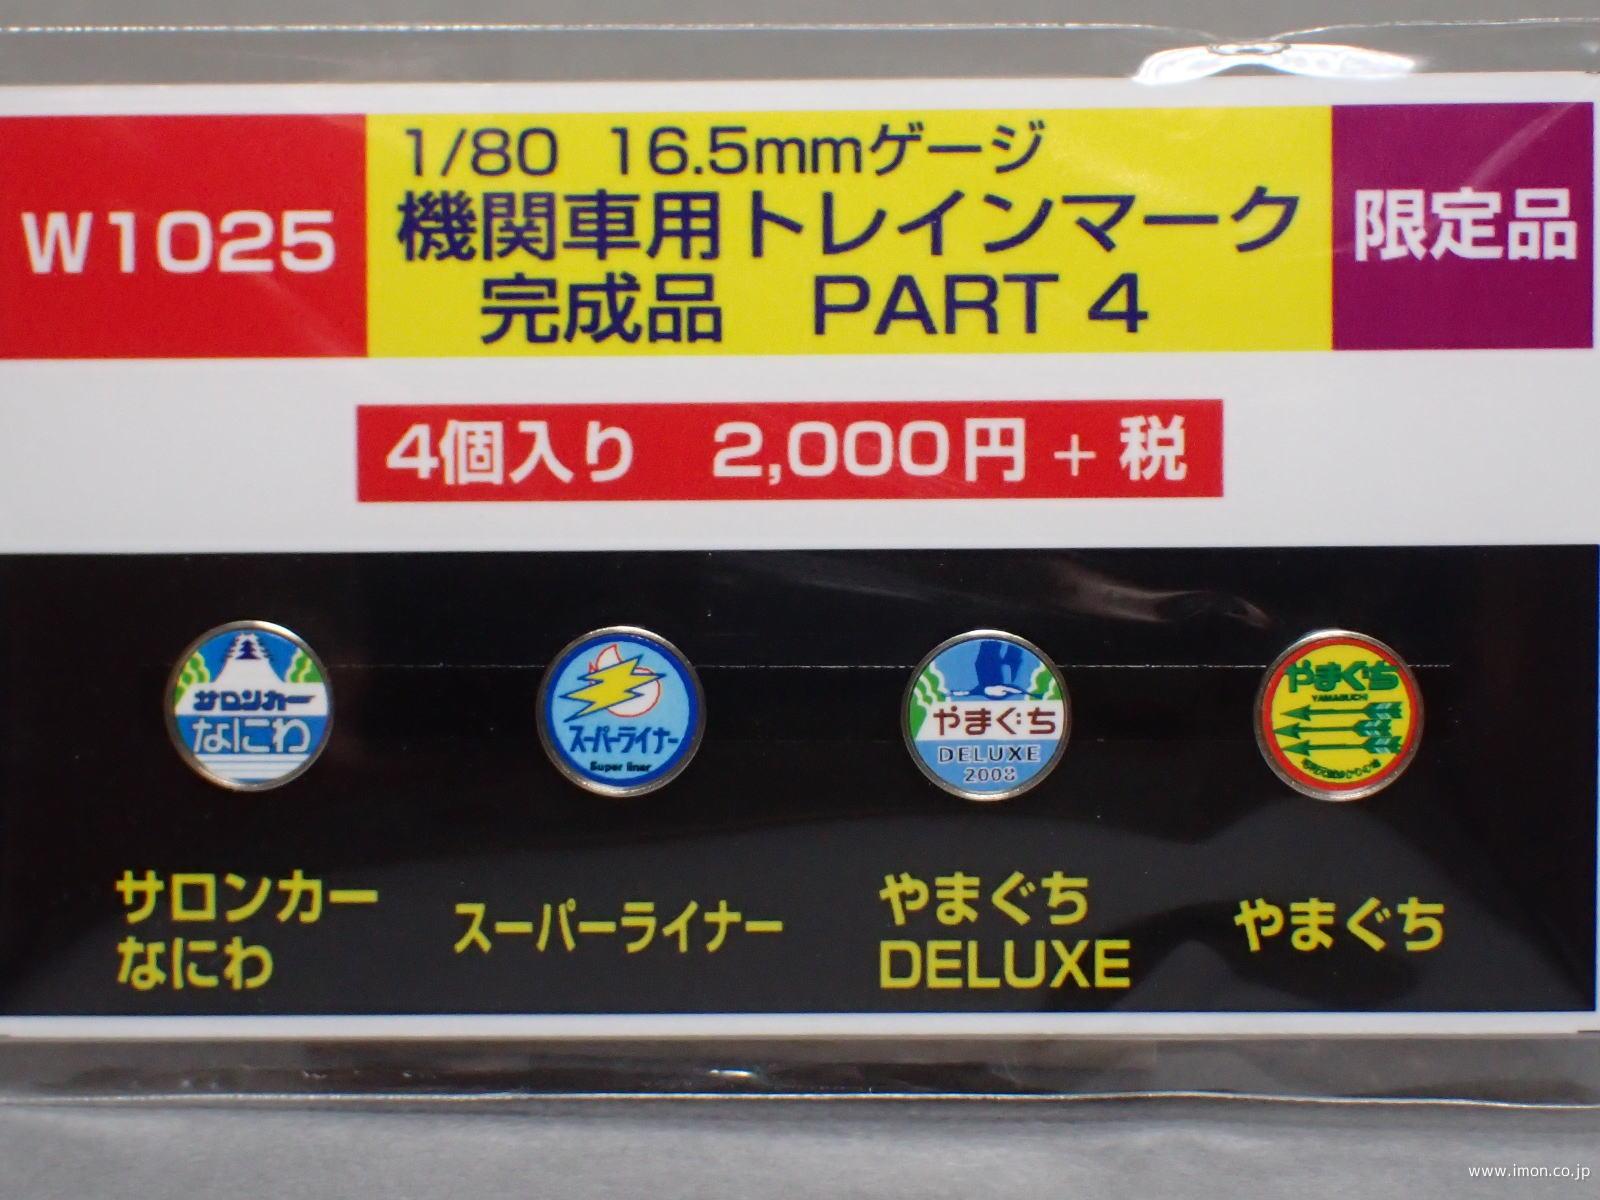 W1025
1/80 16.5mmゲージ
機関車用トレインマーク
完成品 PART 4
限定品
4個入り 2,000円 + 税
サロンカー
なにわ
スーパーライナー
Super liner
やまぐち
DELUXE
2008
やまぐち
YAMAGUCHI
サロンカー
なにわ
スーパーライナー
やまぐち
DELUXE
やまぐち
www.imon.co.jp